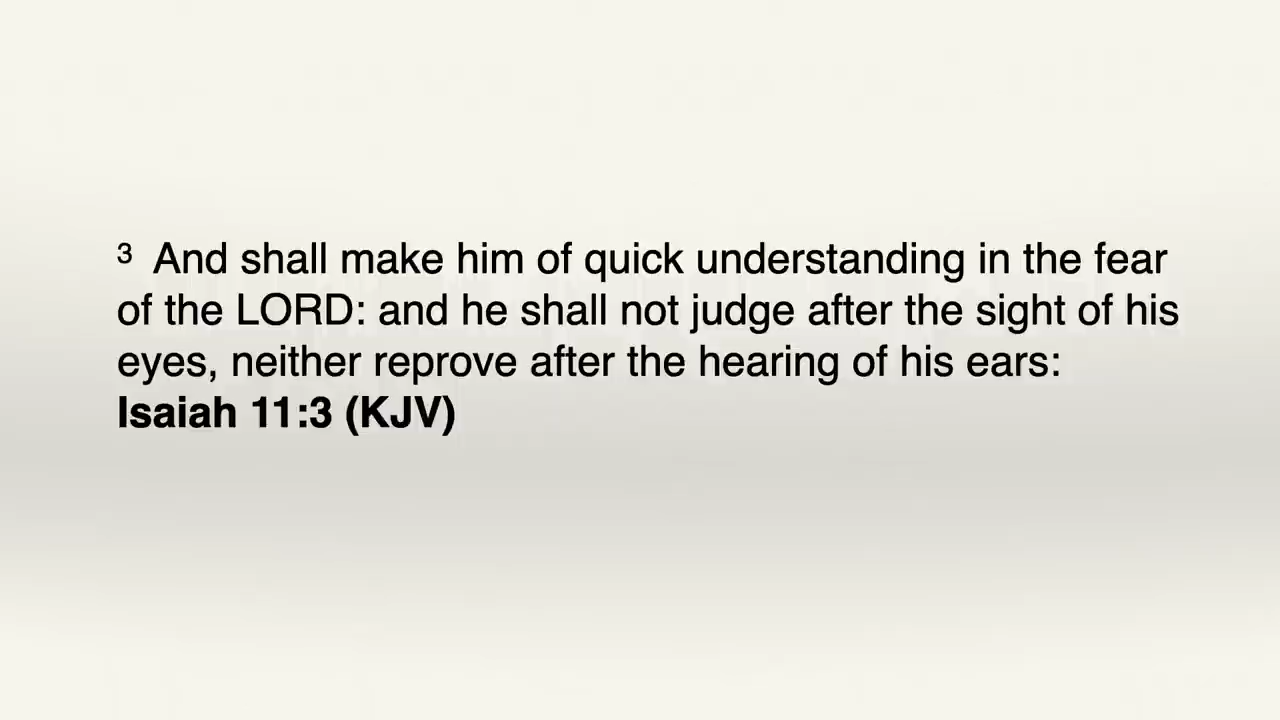 3 And shall make him of quick understanding in the fear
of the LORD: and he shall not judge after the sight of his
eyes, neither reprove after the hearing of his ears:
Isaiah 11:3 (KJV)